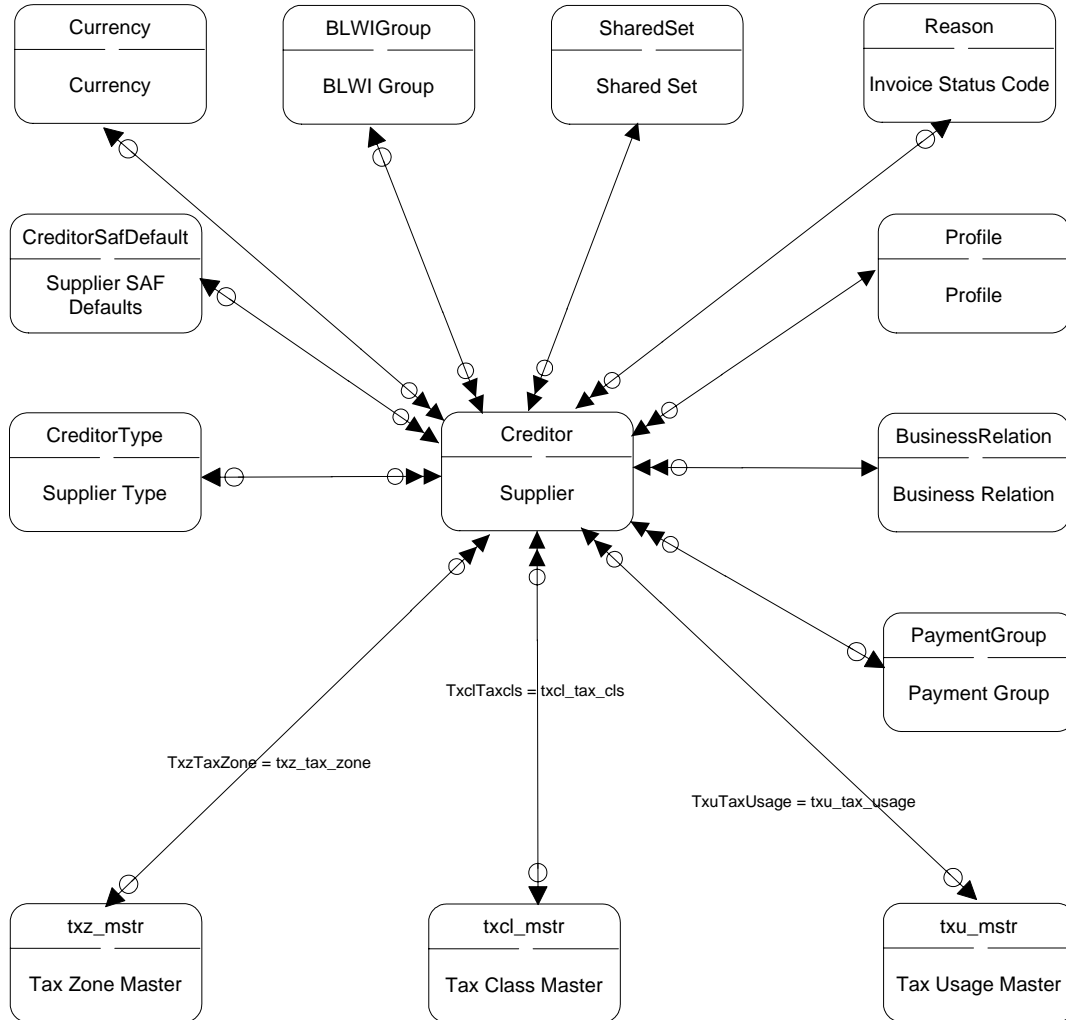 Currency
Currency
BLWIGroup
BLWI Group
SharedSet
Shared Set
Reason
Invoice Status Code
CreditorSafDefault
Supplier SAF
Defaults
Profile
Profile
CreditorType
Supplier Type
Creditor
Supplier
BusinessRelation
Business Relation
PaymentGroup
Payment Group
TxclTaxcls = txcl_tax_cls
TxzTaxZone = txz_tax_zone
TxuTaxUsage = txu_tax_usage
txz_mstr
Tax Zone Master
txcl_mstr
Tax Class Master
txu_mstr
Tax Usage Master